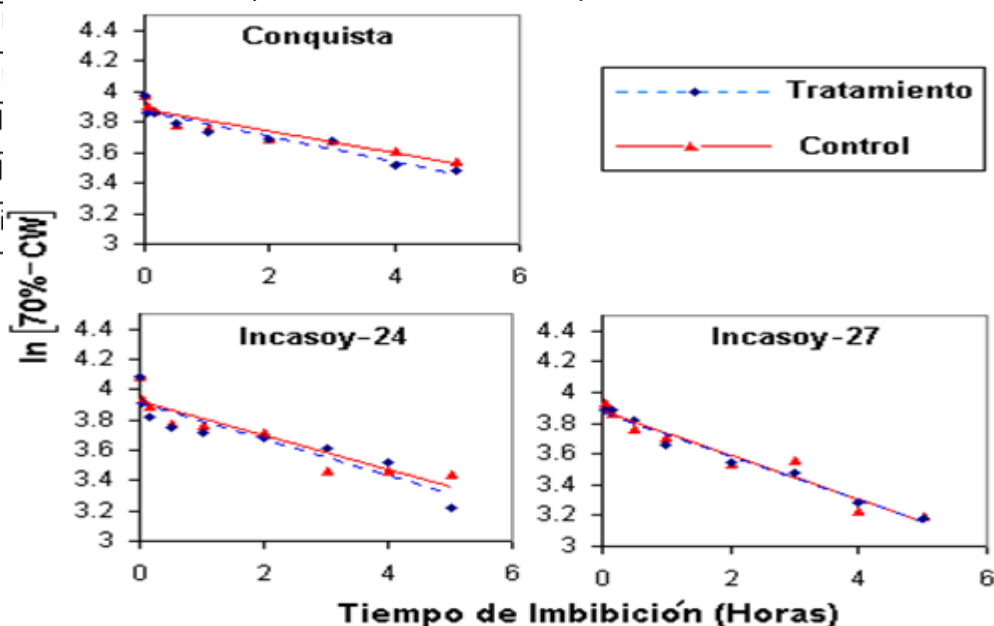 Conquista
4.4
4.2
4
3.8
3.6
3.4
3.2
3
0 2 4 6
Tratamiento
Control
ln [70%-CW]
Incasoy-24
4.4
4.2
4
3.8
3.6
3.4
3.2
3
0 2 4 6
Incasoy-27
4.4
4.2
4
3.8
3.6
3.4
3.2
3
0 2 4 6
Tiempo de Imbibición (Horas)